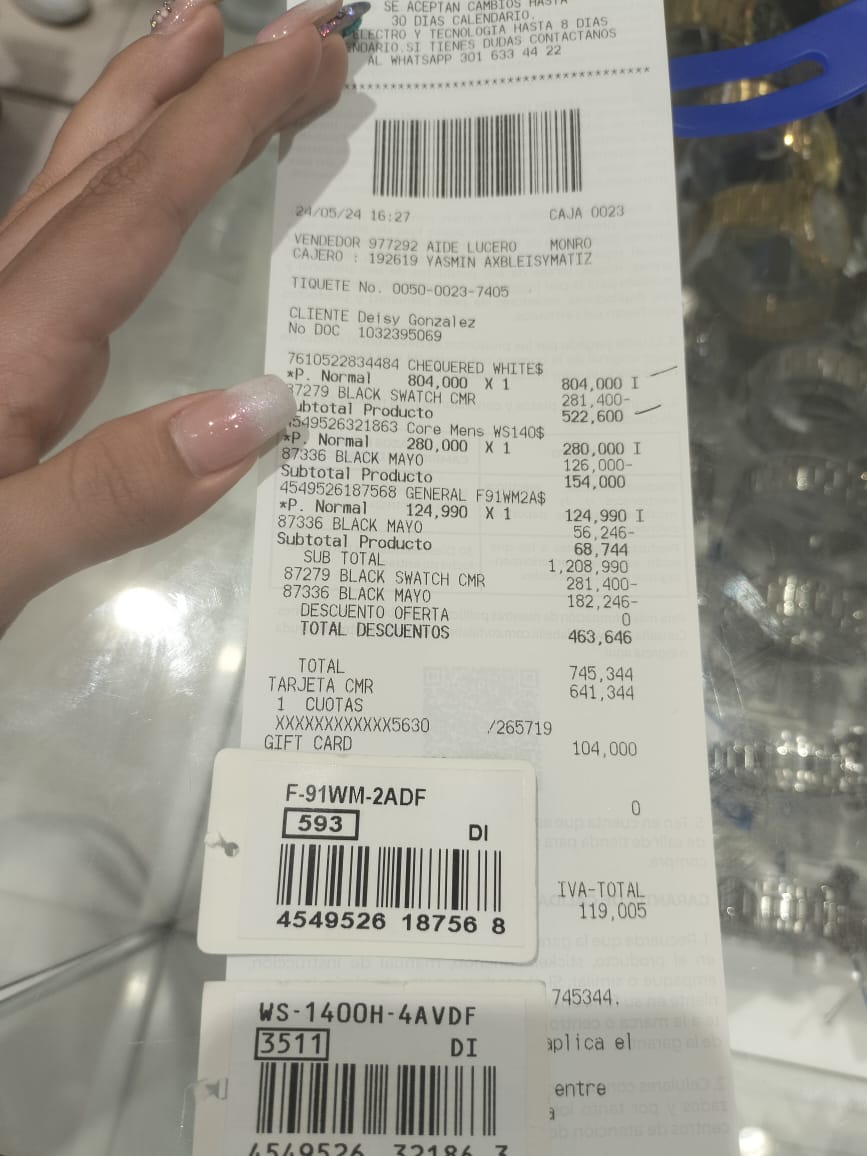 SE ACEPTAN CAMBIOS HASTA
30 DIAS CALENDARIO.
ELECTRO Y TECNOLOGIA HASTA 8 DIAS
ENDARIO.SI TIENES DUDAS CONTACTANOS
AL WHATSAPP 301 633 44 22
****************************************
24/05/24 16:27 CAJA 0023
VENDEDOR 977292 AIDE LUCERO MONRO
CAJERO : 192619 YASMIN AXBLEISYMATIZ
TIQUETE No. 0050-0023-7405
CLIENTE Deisy Gonzalez
No DOC 1032395069
7610522834484 CHEQUERED WHITE$
*P. Normal 804,000 X 1 804,000 I
87279 BLACK SWATCH CMR 281,400-
Subtotal Producto 522,600
4549526321863 Core Mens WS140$
*P. Normal 280,000 X 1 280,000 I
87336 BLACK MAYO 126,000-
Subtotal Producto 154,000
4549526187568 GENERAL F91WM2A$
*P. Normal 124,990 X 1 124,990 I
87336 BLACK MAYO 56,246-
Subtotal Producto 68,744
SUB TOTAL 1,208,990
87279 BLACK SWATCH CMR 281,400-
87336 BLACK MAYO 182,246-
DESCUENTO OFERTA 0
TOTAL DESCUENTOS 463,646
TOTAL 745,344
TARJETA CMR 641,344
1 CUOTAS
XXXXXXXXXXXX5630 /265719
GIFT CARD 104,000
0
F-91WM-2ADF
593 DI
4549526 18756 8
IVA-TOTAL
119,005
745344.
WS-1400H-4AVDF
3511 DI
aplica el
entre
a
4549526 32186 3